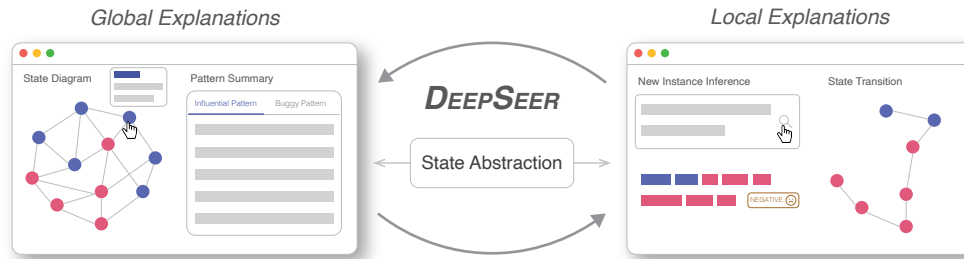 Global Explanations
State Diagram
Pattern Summary
Influential Pattern
Buggy Pattern
DEEPSEER
State Abstraction
Local Explanations
New Instance Inference
State Transition
NEGATIVE